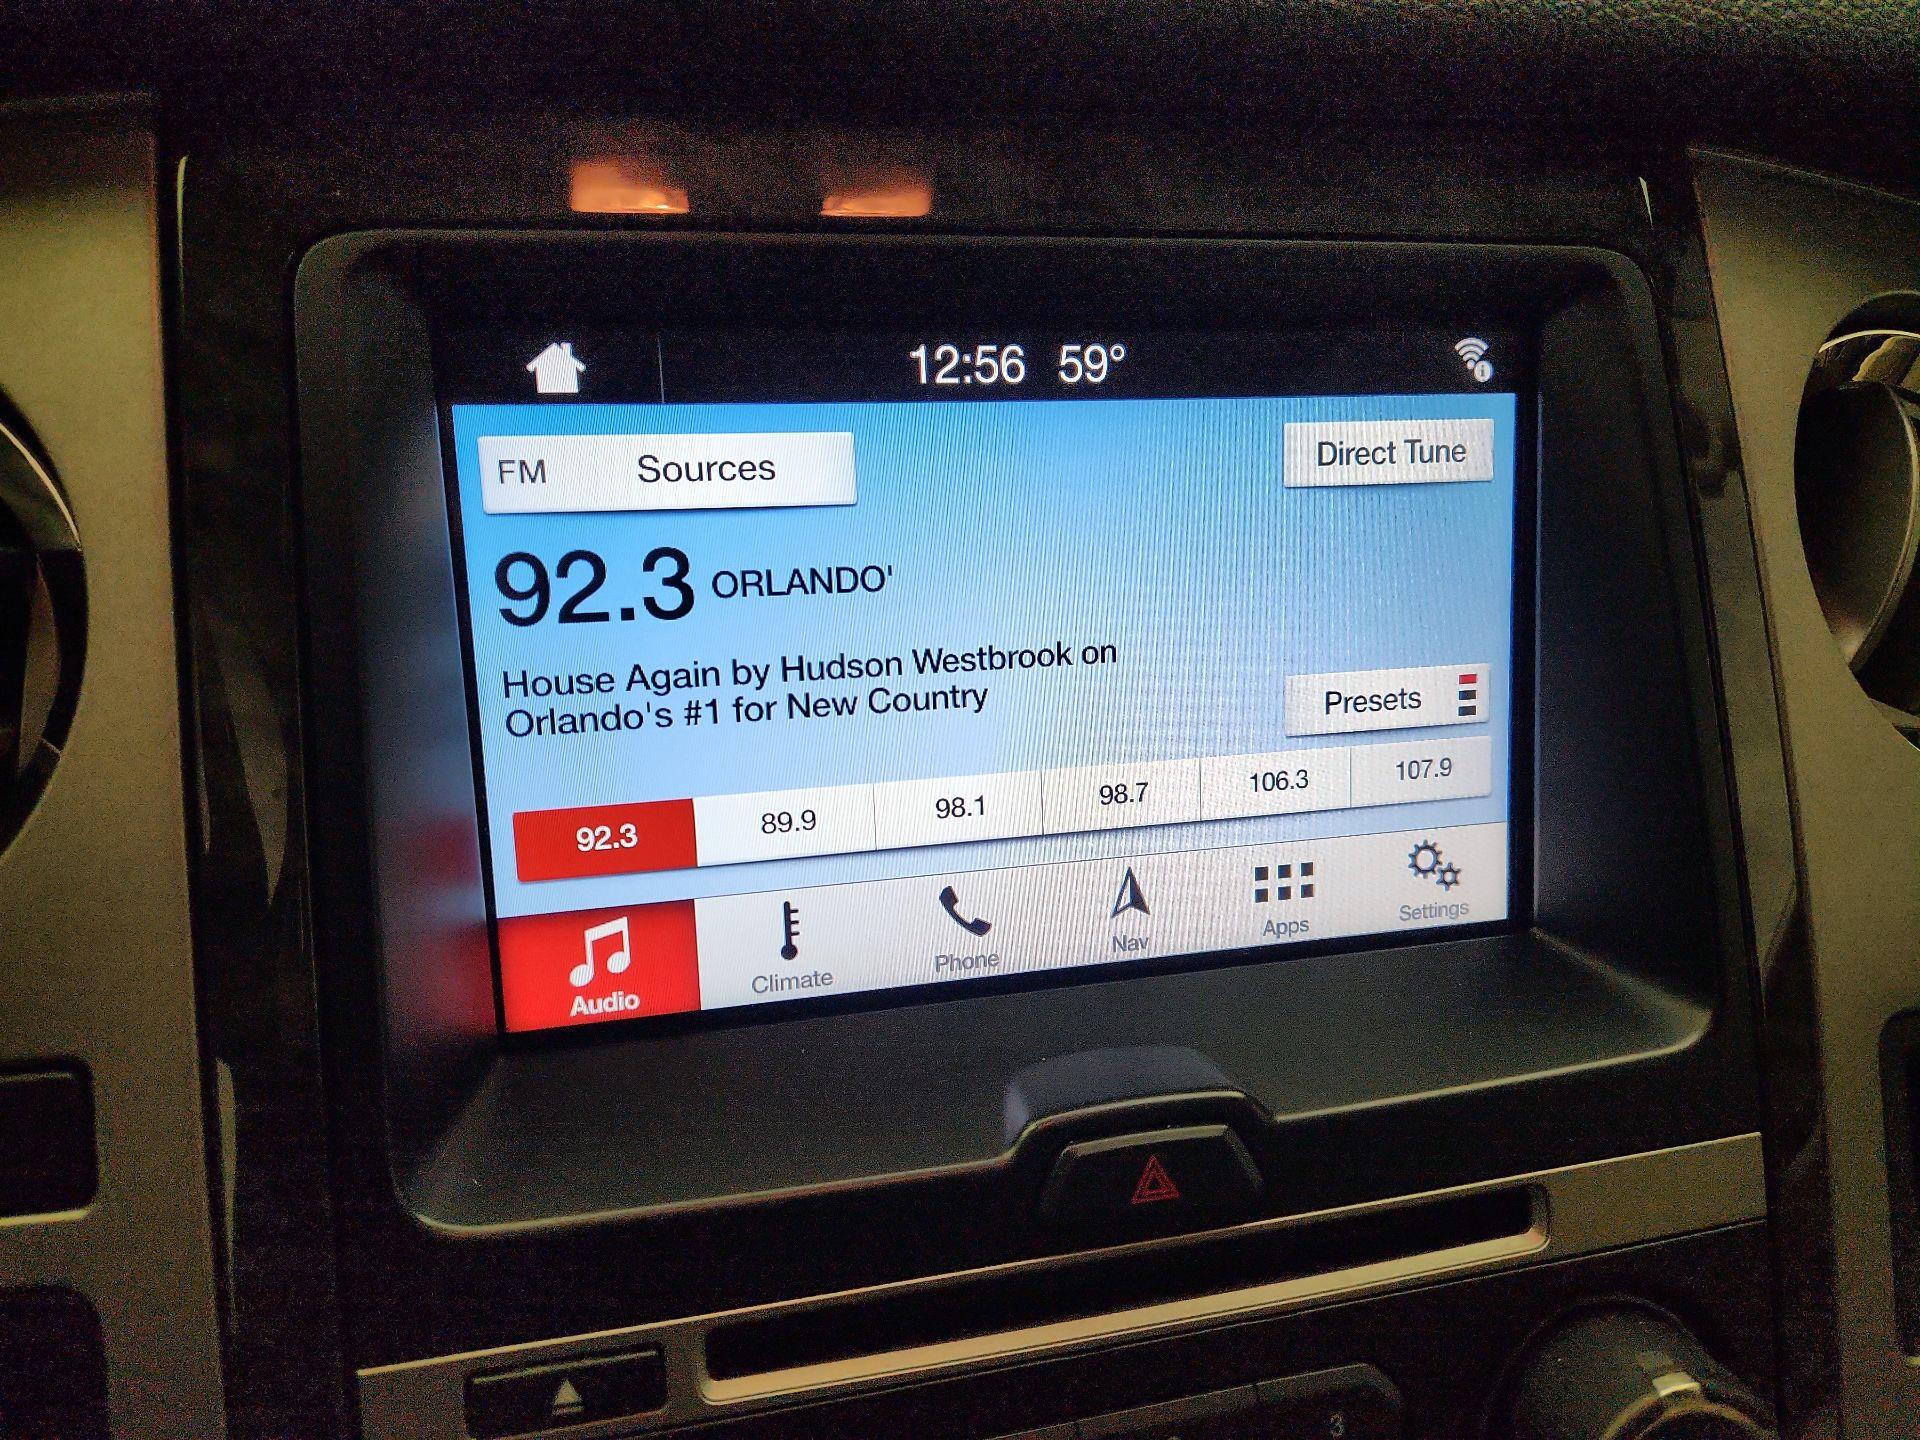 12:56 59°
FM Sources
Direct Tune
92.3 ORLANDO'
House Again by Hudson Westbrook on
Orlando's #1 for New Country
Presets
92.3 89.9 98.1 98.7 106.3 107.9
Audio Climate Phone Nav Apps Settings
3